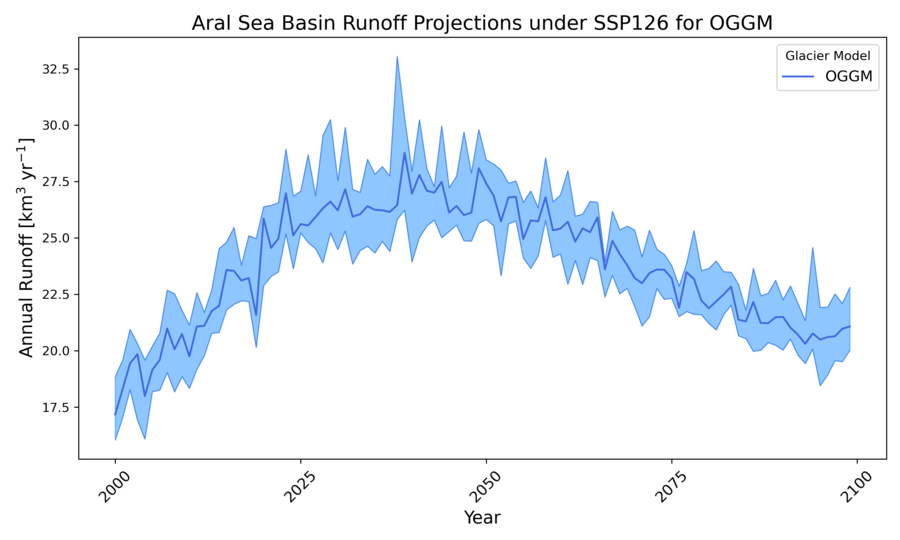 Aral Sea Basin Runoff Projections under SSP126 for OGGM
Glacier Model
OGGM
Annual Runoff [km³ yr⁻¹]
32.5
30.0
27.5
25.0
22.5
20.0
17.5
2000
2025
2050
2075
2100
Year